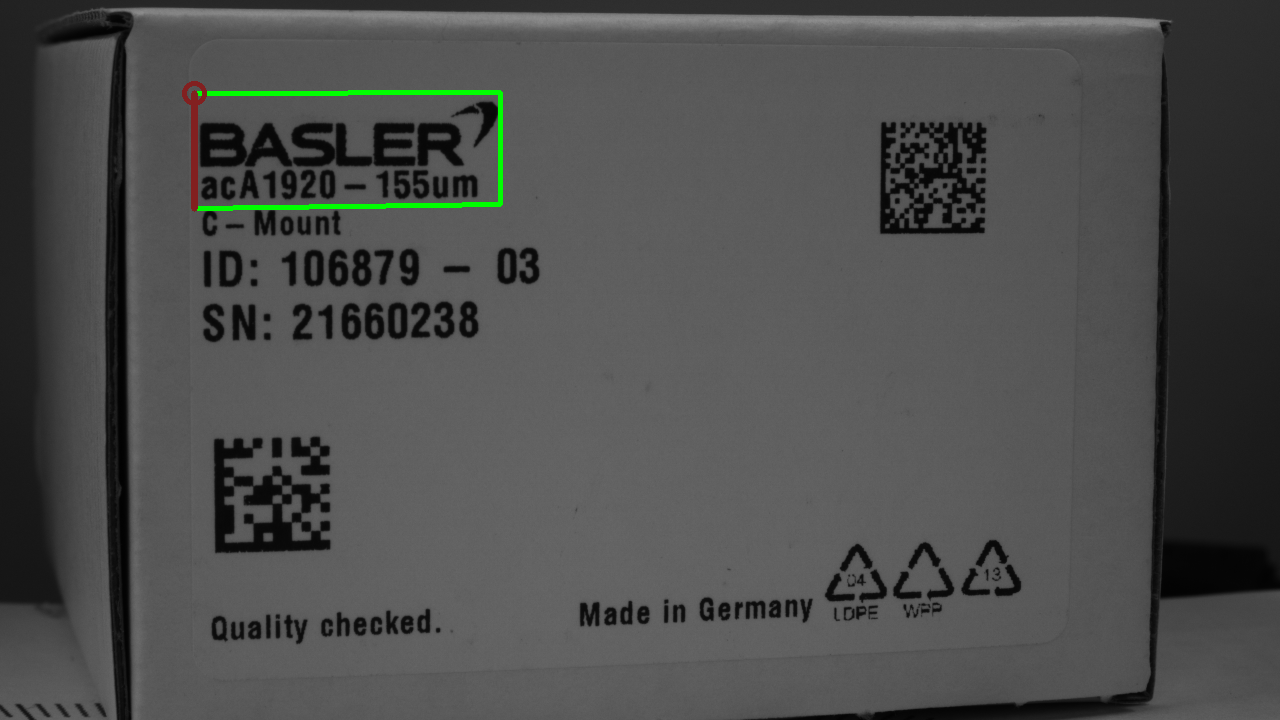 BASLER
acA1920 – 155um
C – Mount
ID: 106879 – 03
SN: 21660238
Quality checked.
Made in Germany
04
LDPE
WPP
13